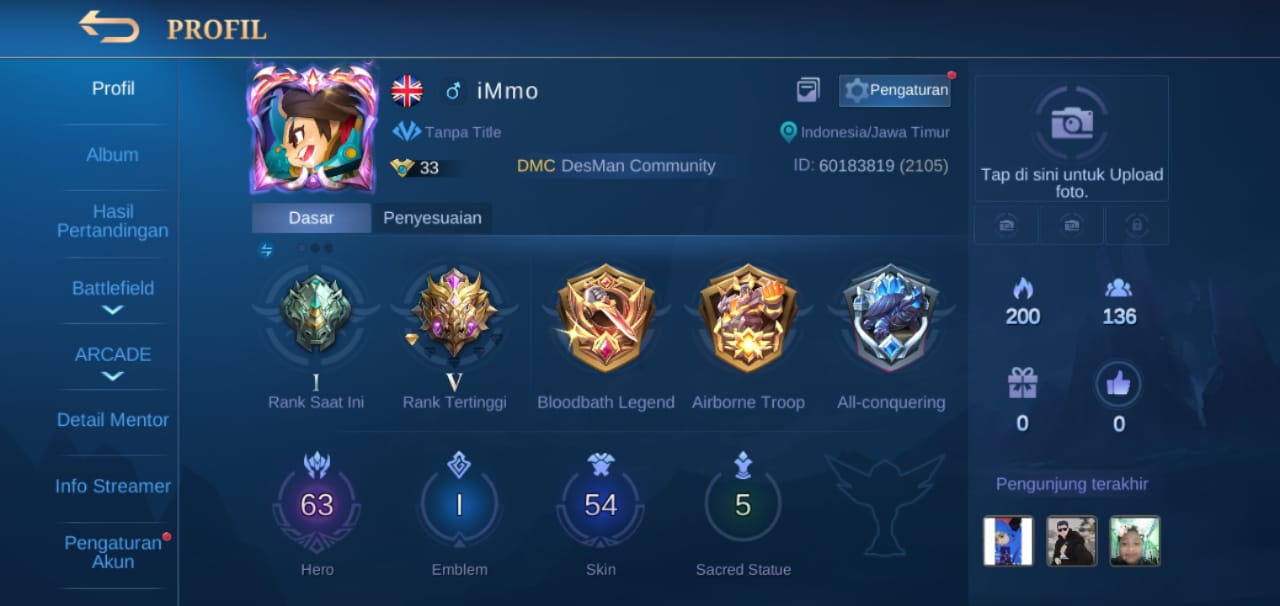 PROFIL
Profil
Album
Hasil
Pertandingan
Battlefield
ARCADE
Detail Mentor
Info Streamer
Pengaturan
Akun
iMmo
Pengaturan
Tanpa Title
Indonesia/Jawa Timur
33
DMC DesMan Community
ID: 60183819 (2105)
Dasar
Penyesuaian
I
V
Rank Saat Ini
Rank Tertinggi
Bloodbath Legend
Airborne Troop
All-conquering
63
I
54
5
Hero
Emblem
Skin
Sacred Statue
Tap di sini untuk Upload
foto.
200
136
0
0
Pengunjung terakhir